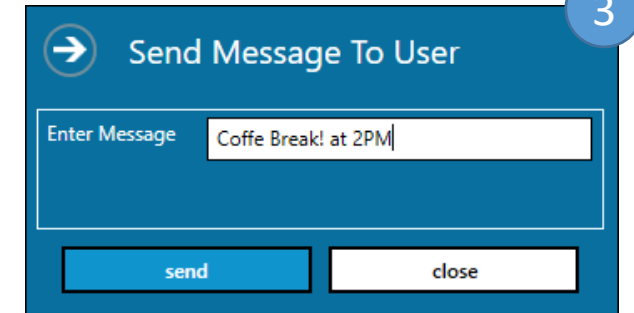 3
Send Message To User
Enter Message Coffe Break! at 2PM
send close